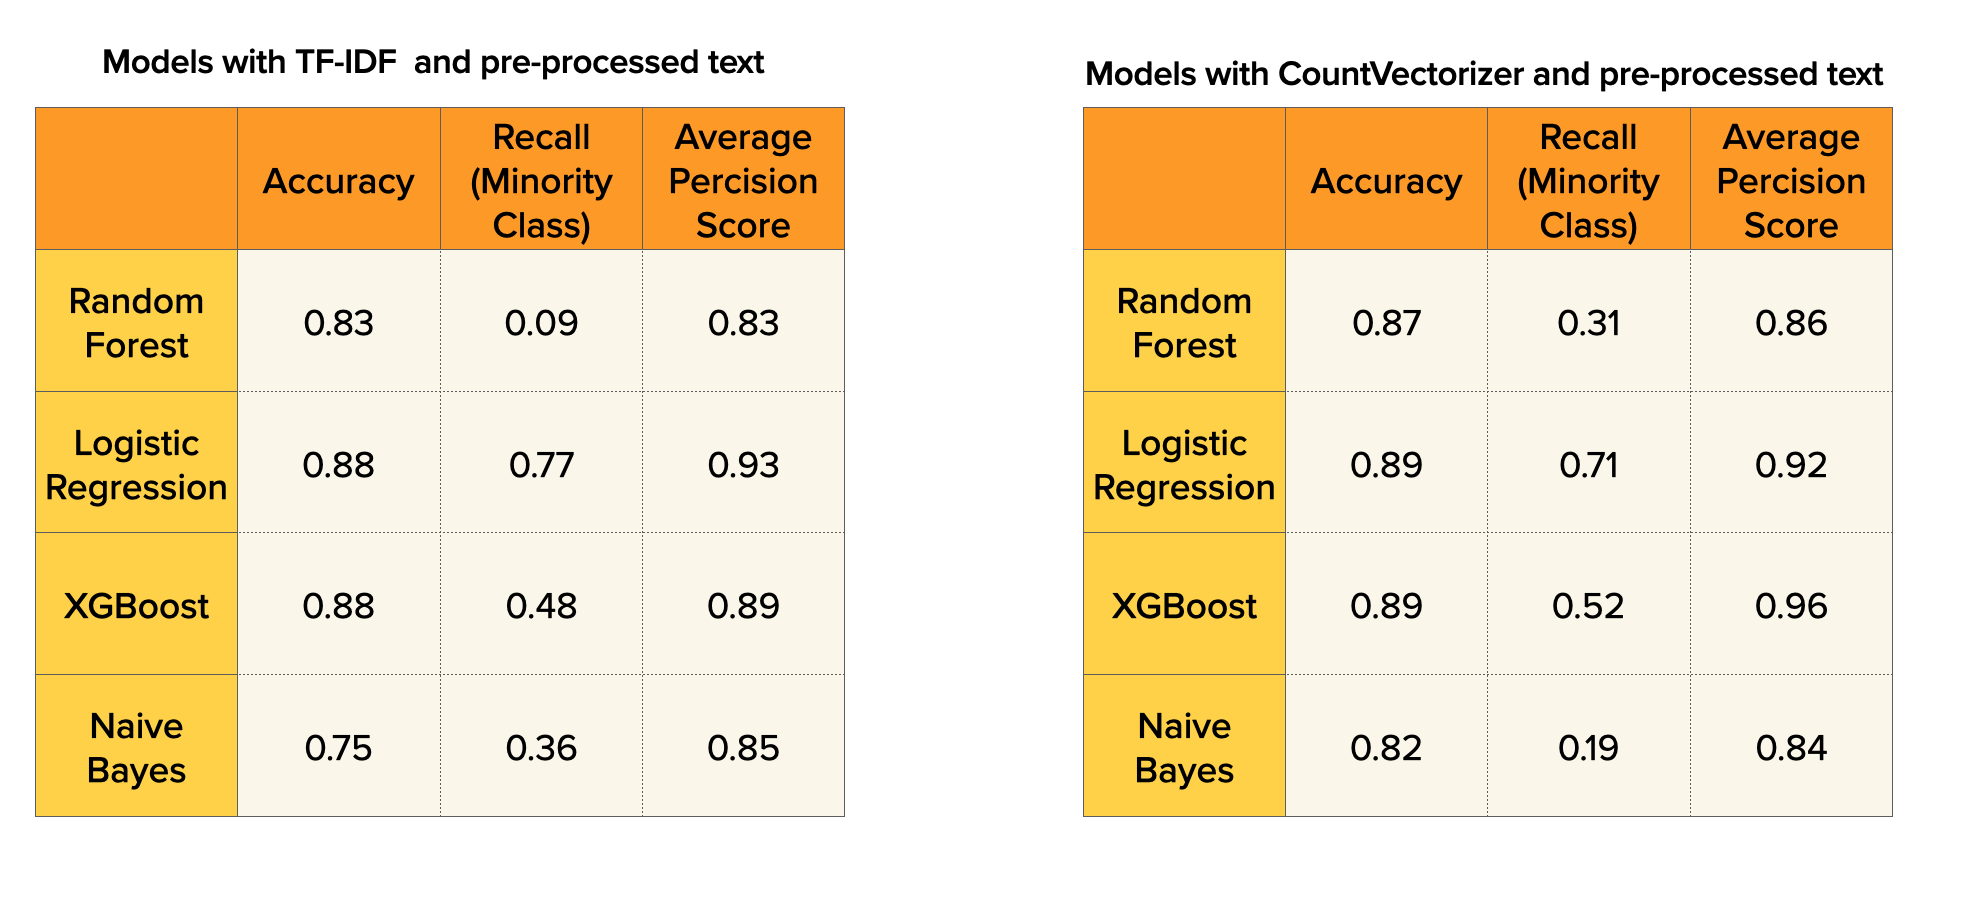 Models with TF-IDF and pre-processed text
Accuracy
Recall
(Minority
Class)
Average
Percision
Score
Random
Forest
0.83
0.09
0.83
Logistic
Regression
0.88
0.77
0.93
XGBoost
0.88
0.48
0.89
Naive
Bayes
0.75
0.36
0.85
Models with CountVectorizer and pre-processed text
Accuracy
Recall
(Minority
Class)
Average
Percision
Score
Random
Forest
0.87
0.31
0.86
Logistic
Regression
0.89
0.71
0.92
XGBoost
0.89
0.52
0.96
Naive
Bayes
0.82
0.19
0.84